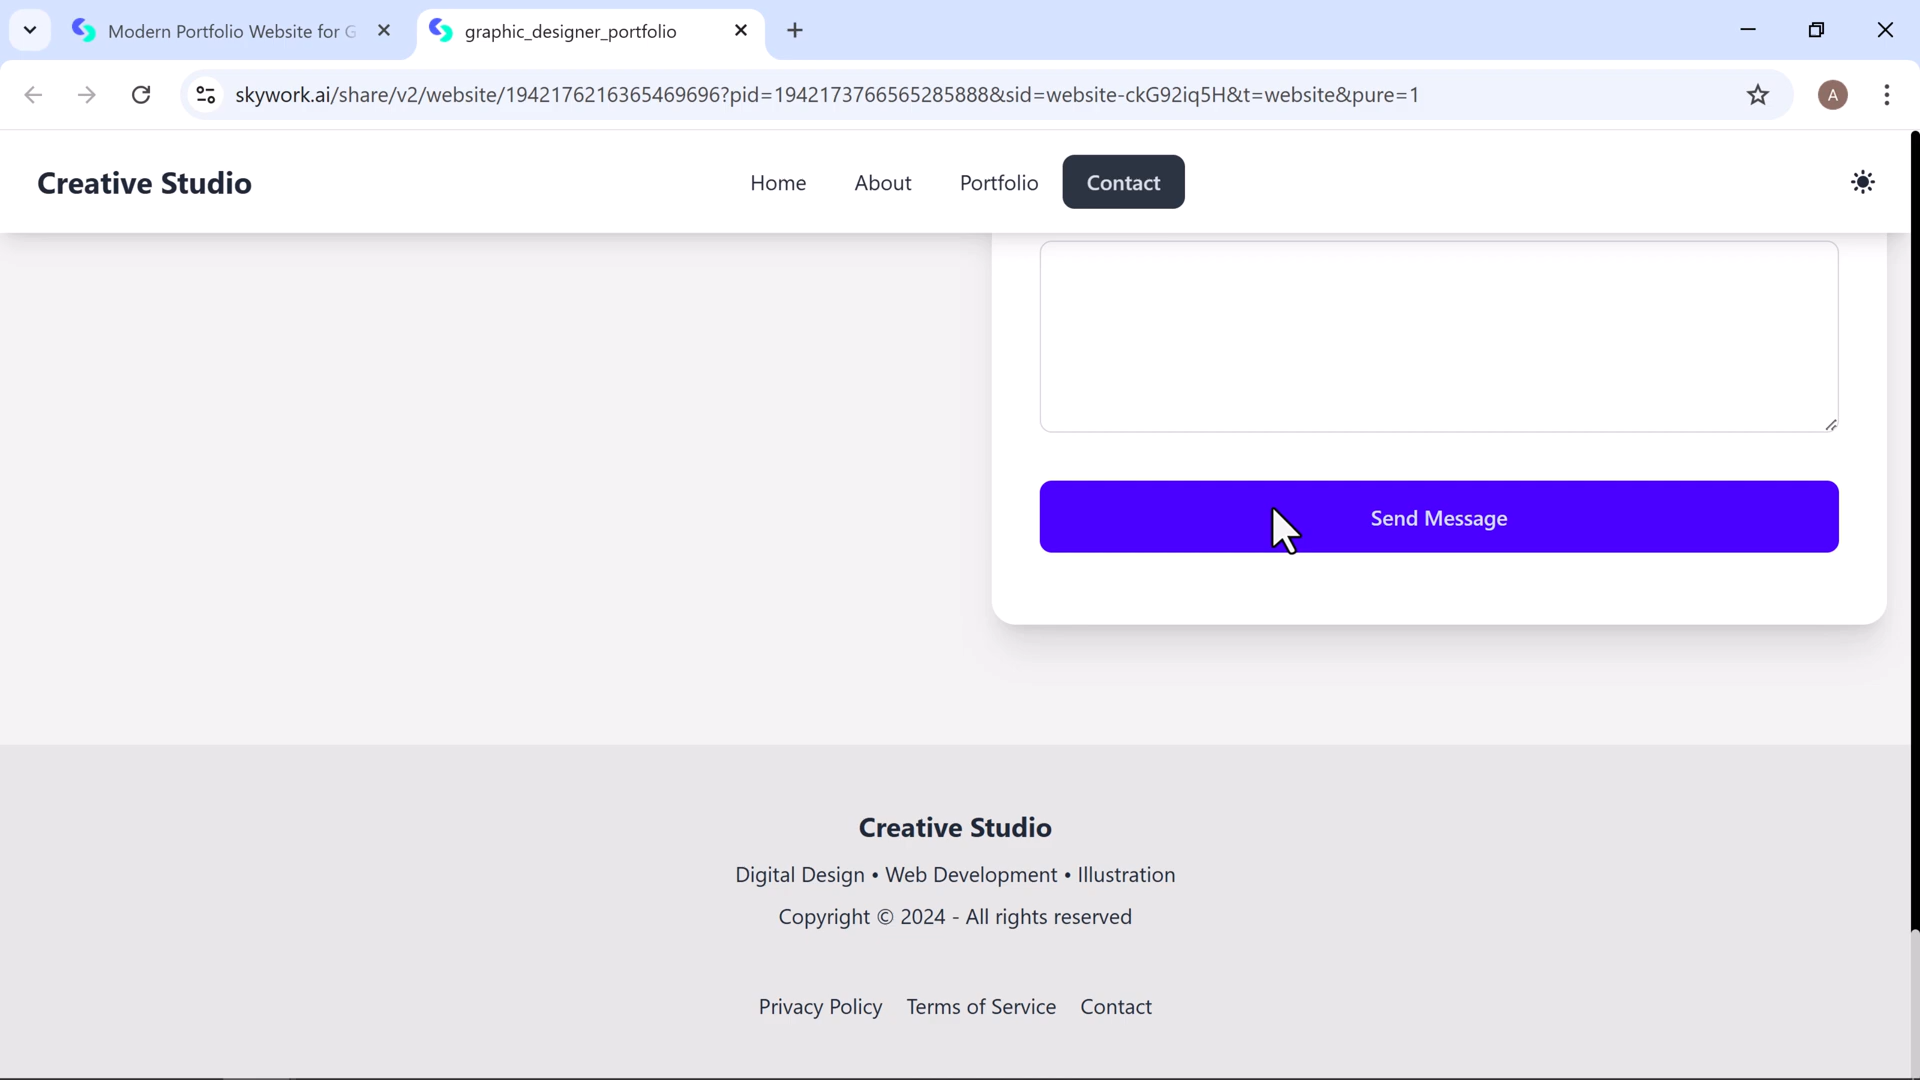 Modern Portfolio Website for G
graphic_designer_portfolio
skywork.ai/share/v2/website/1942176216365469696?pid=1942173766565285888&sid=website-ckG92iq5H&t=website&pure=1
A
Creative Studio
Home
About
Portfolio
Contact
Send Message
Creative Studio
Digital Design • Web Development • Illustration
Copyright © 2024 - All rights reserved
Privacy Policy
Terms of Service
Contact